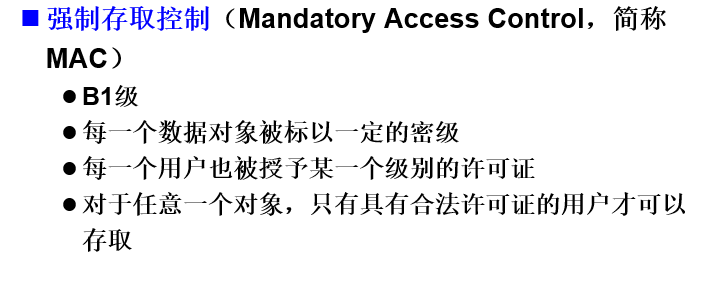 ■ 强制存取控制（Mandatory Access Control，简称
MAC）
● B1级
● 每一个数据对象被标以一定的密级
● 每一个用户也被授予某一个级别的许可证
● 对于任意一个对象，只有具有合法许可证的用户才可以
存取